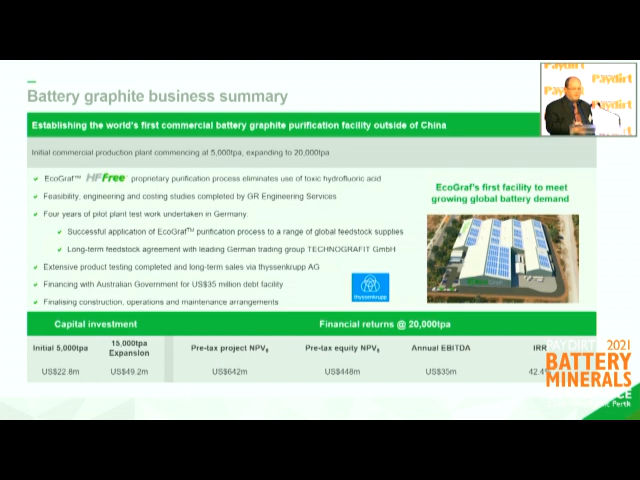 Battery graphite business summary
Establishing the world's first commercial battery graphite purification facility outside of China
Initial commercial production plant commencing at 5,000tpa, expanding to 20,000tpa
EcoGraf™ HFFree proprietary purification process eliminates use of toxic hydrofluoric acid
Feasibility, engineering and costing studies completed by GR Engineering Services
Four years of pilot plant test work undertaken in Germany.
Successful application of EcoGraf™ purification process to a range of global feedstock supplies
Long-term feedstock agreement with leading German trading group TECHNOGRAFIT GmbH
Extensive product testing completed and long-term sales via thyssenkrupp AG
Financing with Australian Government for US$35 million debt facility
Finalising construction, operations and maintenance arrangements
thyssenkrupp
EcoGraf's first facility to meet
growing global battery demand
Capital investment
Financial returns @ 20,000tpa
Initial 5,000tpa
15,000tpa
Expansion
Pre-tax project NPV₈
Pre-tax equity NPV₈
Annual EBITDA
IRR
US$22.8m
US$49.2m
US$642m
US$448m
US$35m
42.4
Paydirt
Paydirt
PAYDIRT 2021
BATTERY
MINERALS
Perth